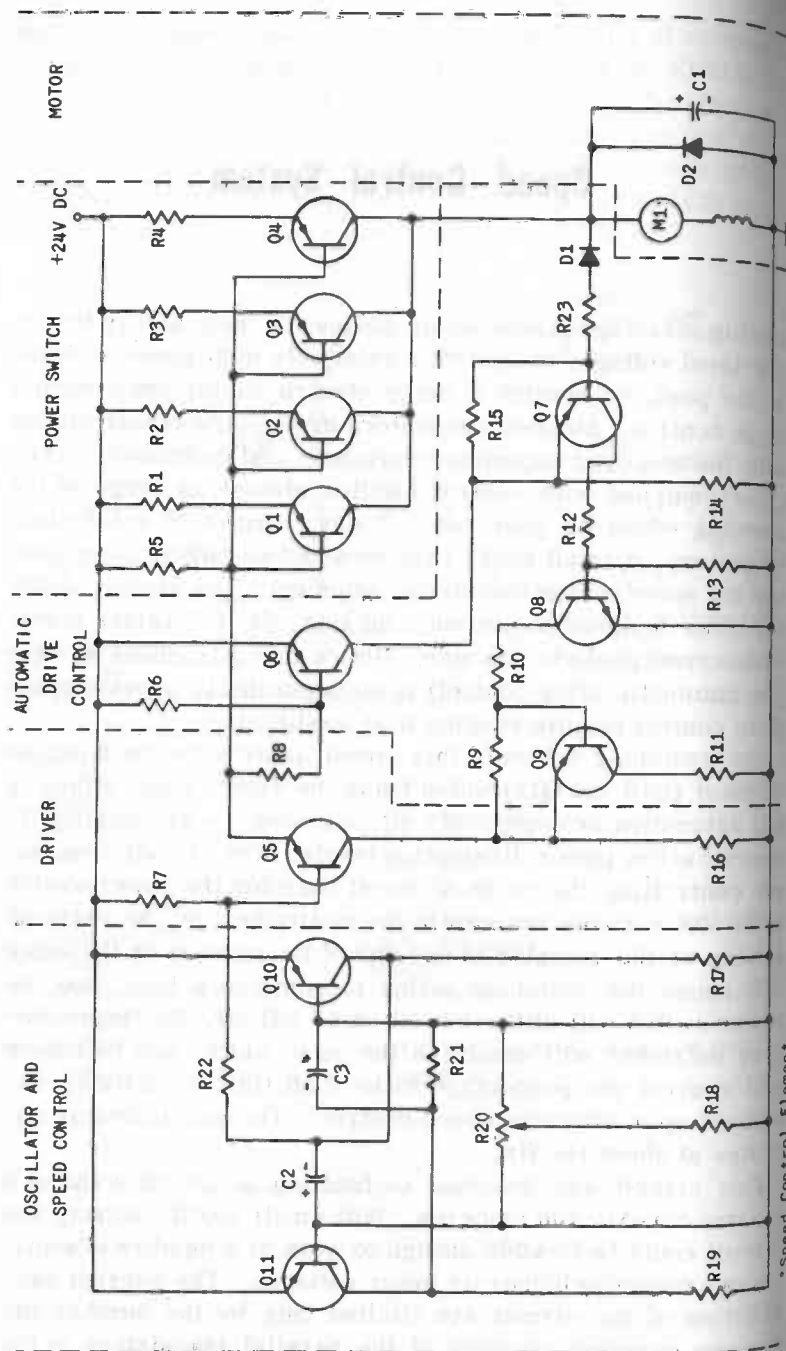 OSCILLATOR AND
SPEED CONTROL
DRIVER
AUTOMATIC
DRIVE
CONTROL
POWER SWITCH
+24V DC
MOTOR
R7
R6
R5
R1
R2
R3
R4
Q11
C2
R22
C3
Q10
Q5
R8
Q6
Q1
Q2
Q3
Q4
R20
R21
R9
R10
Q9
Q8
R12
Q7
R15
R23
D1
M1
D2
C1
+
-
+
-
R19
R18
R17
R16
R11
R13
R14
*Speed Control Element